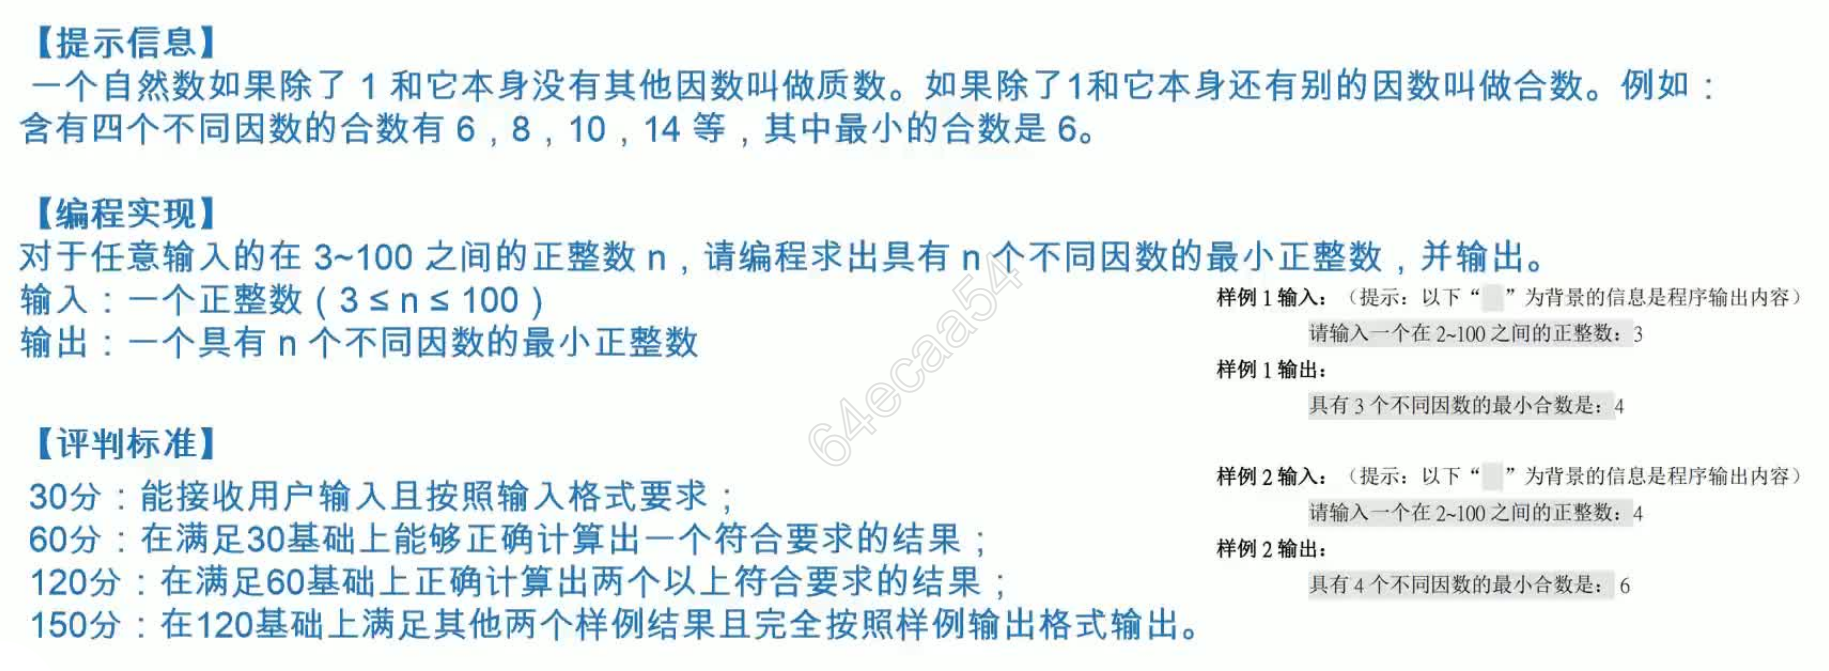 【提示信息】
一个自然数如果除了 1 和它本身没有其他因数叫做质数。如果除了1和它本身还有别的因数叫做合数。例如：
含有四个不同因数的合数有 6，8，10，14 等，其中最小的合数是 6。
【编程实现】
对于任意输入的在 3~100 之间的正整数 n，请编程求出具有 n 个不同因数的最小正整数，并输出。
输入：一个正整数（3 ≤ n ≤ 100）
输出：一个具有 n 个不同因数的最小正整数
样例 1 输入：（提示：以下“ ”为背景的信息是程序输出内容）
请输入一个在 2~100 之间的正整数：3
样例 1 输出：
具有 3 个不同因数的最小合数是：4
样例 2 输入：（提示：以下“ ”为背景的信息是程序输出内容）
请输入一个在 2~100 之间的正整数：4
样例 2 输出：
具有 4 个不同因数的最小合数是：6
【评判标准】
30分：能接收用户输入且按照输入格式要求；
60分：在满足30基础上能够正确计算出一个符合要求的结果；
120分：在满足60基础上正确计算出两个以上符合要求的结果；
150分：在120基础上满足其他两个样例结果且完全按照样例输出格式输出。
64ecaa54